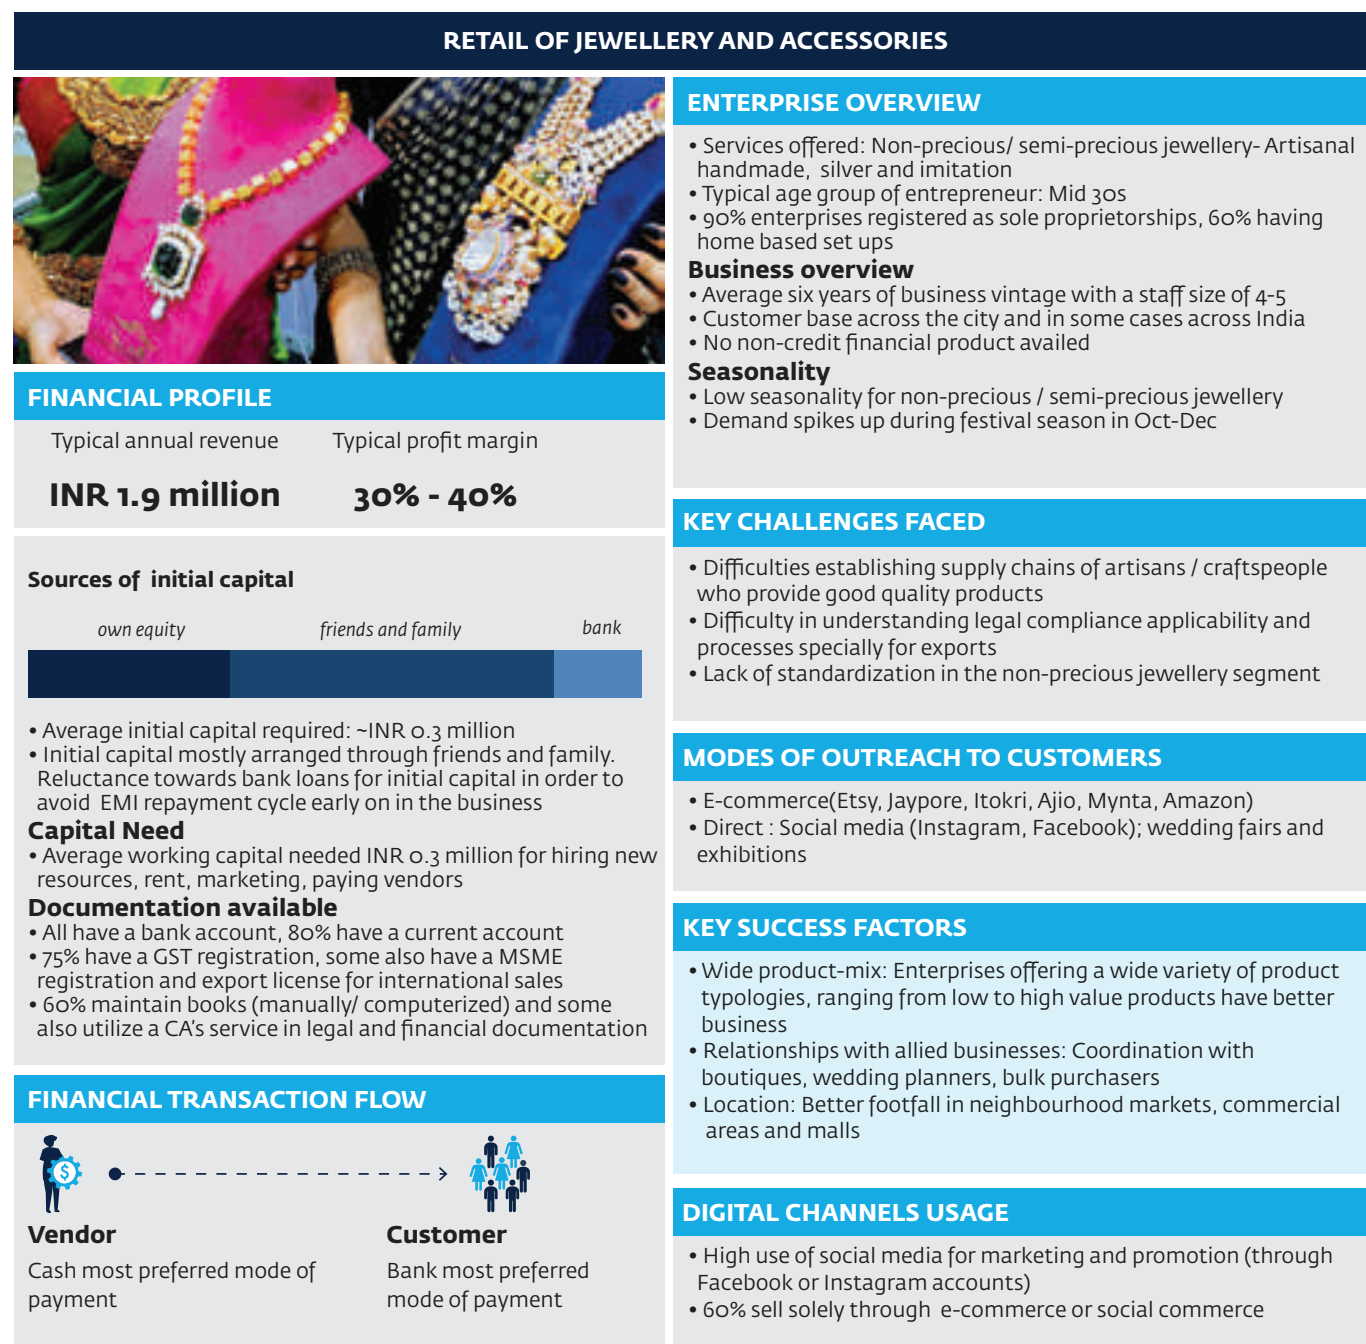 RETAIL OF JEWELLERY AND ACCESSORIES
FINANCIAL PROFILE
Typical annual revenue
INR 1.9 million
Typical profit margin
30% - 40%
Sources of initial capital
own equity
friends and family
bank
• Average initial capital required: ~INR 0.3 million
• Initial capital mostly arranged through friends and family.
Reluctance towards bank loans for initial capital in order to
avoid EMI repayment cycle early on in the business
Capital Need
• Average working capital needed INR 0.3 million for hiring new
resources, rent, marketing, paying vendors
Documentation available
• All have a bank account, 80% have a current account
• 75% have a GST registration, some also have a MSME
registration and export license for international sales
• 60% maintain books (manually/ computerized) and some
also utilize a CA's service in legal and financial documentation
FINANCIAL TRANSACTION FLOW
$
Vendor
Cash most preferred mode of
payment
Customer
Bank most preferred
mode of payment
ENTERPRISE OVERVIEW
• Services offered: Non-precious/ semi-precious jewellery- Artisanal
handmade, silver and imitation
• Typical age group of entrepreneur: Mid 30s
• 90% enterprises registered as sole proprietorships, 60% having
home based set ups
Business overview
• Average six years of business vintage with a staff size of 4-5
• Customer base across the city and in some cases across India
• No non-credit financial product availed
Seasonality
• Low seasonality for non-precious / semi-precious jewellery
• Demand spikes up during festival season in Oct-Dec
KEY CHALLENGES FACED
• Difficulties establishing supply chains of artisans / craftspeople
who provide good quality products
• Difficulty in understanding legal compliance applicability and
processes specially for exports
• Lack of standardization in the non-precious jewellery segment
MODES OF OUTREACH TO CUSTOMERS
• E-commerce(Etsy, Jaypore, Itokri, Ajio, Mynta, Amazon)
• Direct : Social media (Instagram, Facebook); wedding fairs and
exhibitions
KEY SUCCESS FACTORS
• Wide product-mix: Enterprises offering a wide variety of product
typologies, ranging from low to high value products have better
business
• Relationships with allied businesses: Coordination with
boutiques, wedding planners, bulk purchasers
• Location: Better footfall in neighbourhood markets, commercial
areas and malls
DIGITAL CHANNELS USAGE
• High use of social media for marketing and promotion (through
Facebook or Instagram accounts)
• 60% sell solely through e-commerce or social commerce